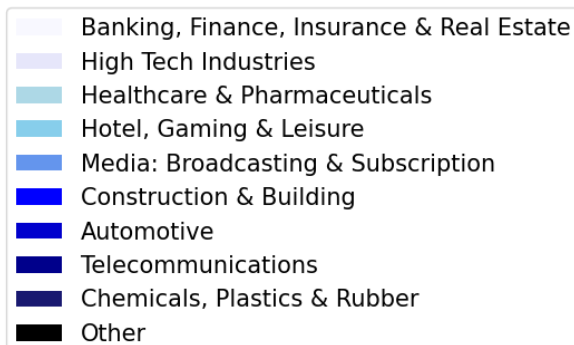 Banking, Finance, Insurance & Real Estate
High Tech Industries
Healthcare & Pharmaceuticals
Hotel, Gaming & Leisure
Media: Broadcasting & Subscription
Construction & Building
Automotive
Telecommunications
Chemicals, Plastics & Rubber
Other